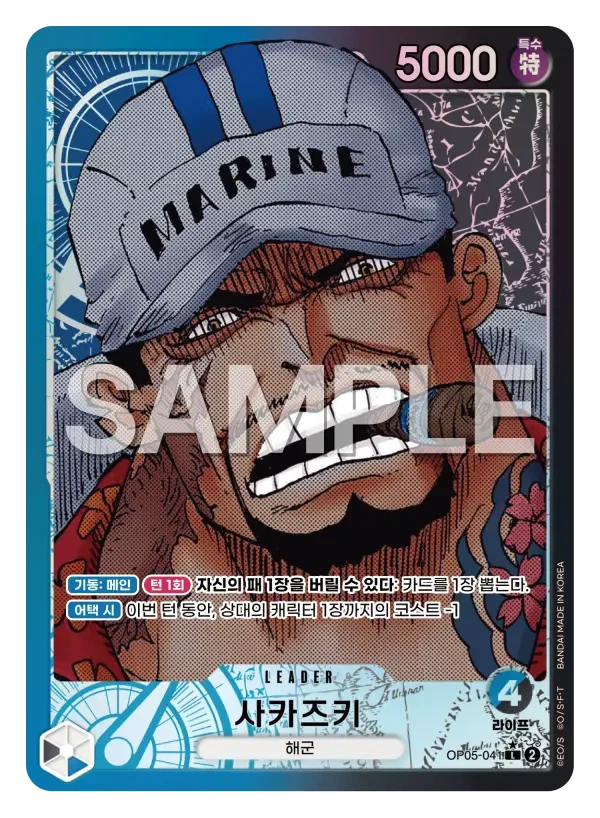 5000
특수
特
MARINE
SAMPLE
기동: 메인 턴 1회 자신의 패 1장을 버릴 수 있다: 카드를 1장 뽑는다.
어택 시 이번 턴 동안, 상대의 캐릭터 1장까지의 코스트 -1
LEADER
사카즈키
해군
4
라이프
OP05-041 L 2
©EO/S ©O/S·F·T BANDAI MADE IN KOREA